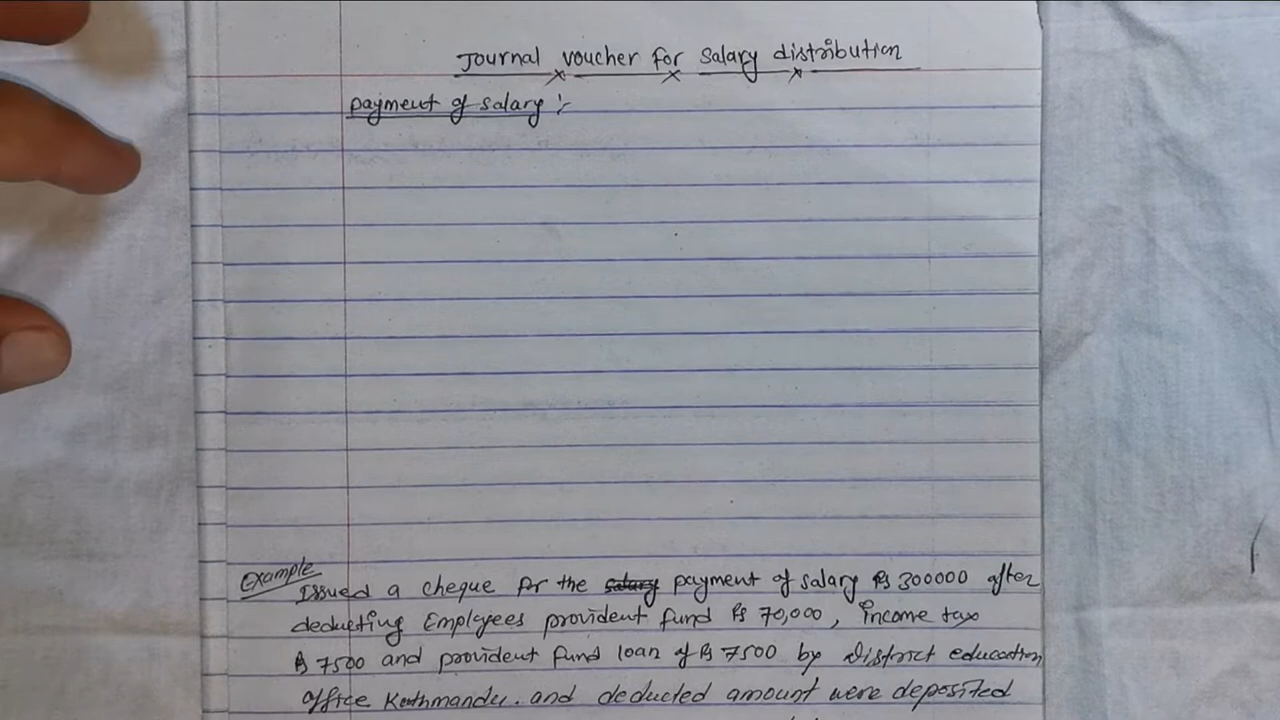 Journal voucher for salary distribution
payment of salary :-
Example
Issued a cheque for the salary payment of salary ₨ 300000 after
deducting Employees provident fund ₨ 70,000, income tax
₨ 7500 and provident fund loan of ₨ 7500 by District education
office Kathmandu. and deducted amount were deposited